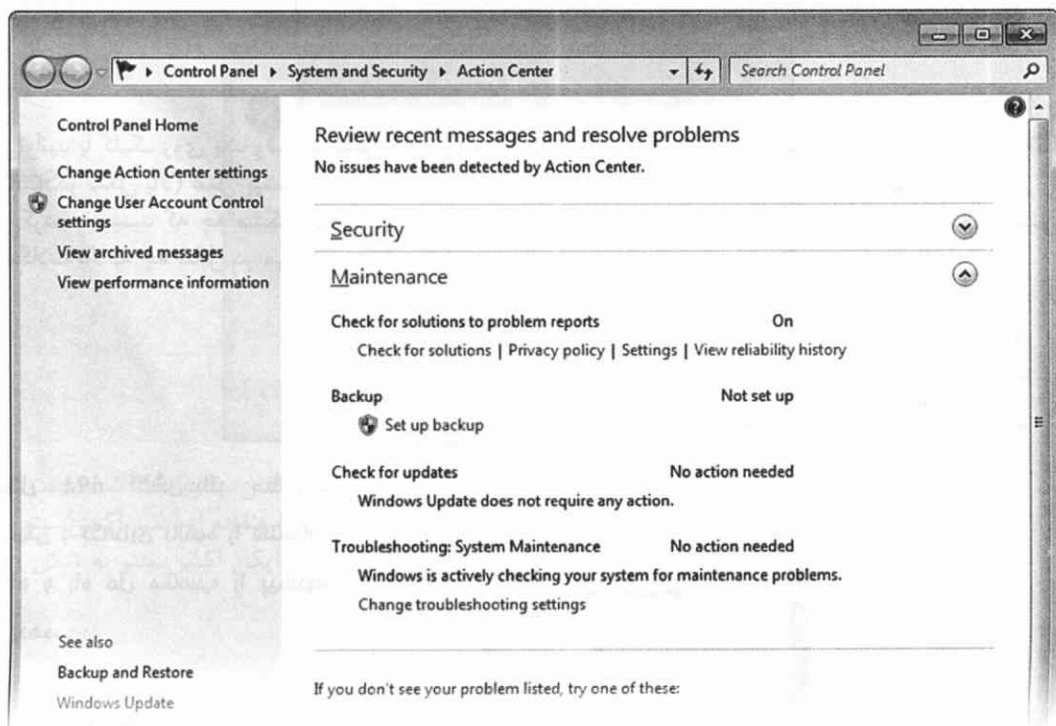 Control Panel ▸ System and Security ▸ Action Center
Search Control Panel
Control Panel Home
Change Action Center settings
Change User Account Control
settings
View archived messages
View performance information
See also
Backup and Restore
Windows Update
Review recent messages and resolve problems
No issues have been detected by Action Center.
Security
Maintenance
Check for solutions to problem reports On
Check for solutions | Privacy policy | Settings | View reliability history
Backup Not set up
Set up backup
Check for updates No action needed
Windows Update does not require any action.
Troubleshooting: System Maintenance No action needed
Windows is actively checking your system for maintenance problems.
Change troubleshooting settings
If you don't see your problem listed, try one of these: